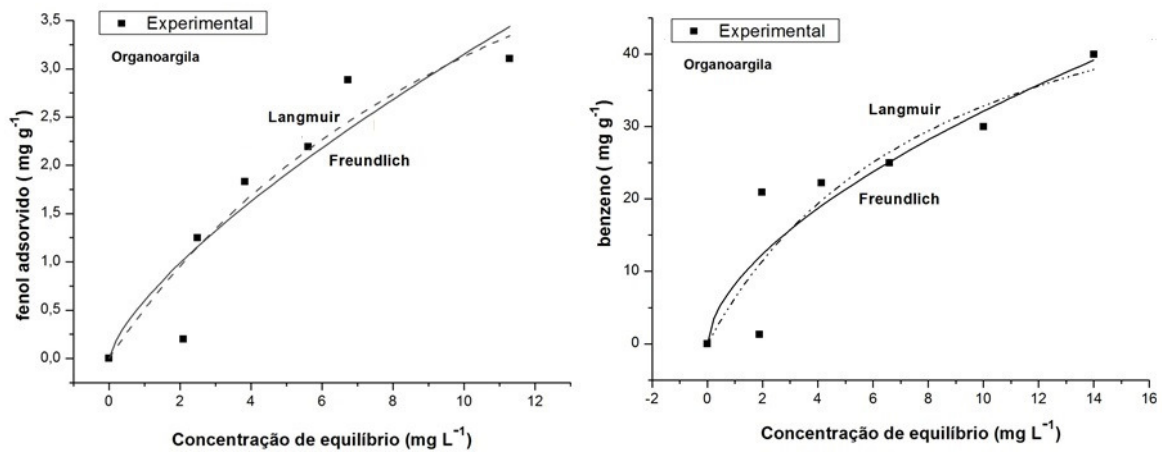 Experimental
Organoargila
Langmuir
Freundlich
fenol adsorvido ( mg g⁻¹)
3,5
3,0
2,5
2,0
1,5
1,0
0,5
0,0
0 2 4 6 8 10 12
Concentração de equilíbrio (mg L⁻¹)
Experimental
Organoargila
Langmuir
Freundlich
benzeno ( mg g⁻¹)
40
30
20
10
0
-2 0 2 4 6 8 10 12 14 16
Concentração de equilíbrio (mg L⁻¹)